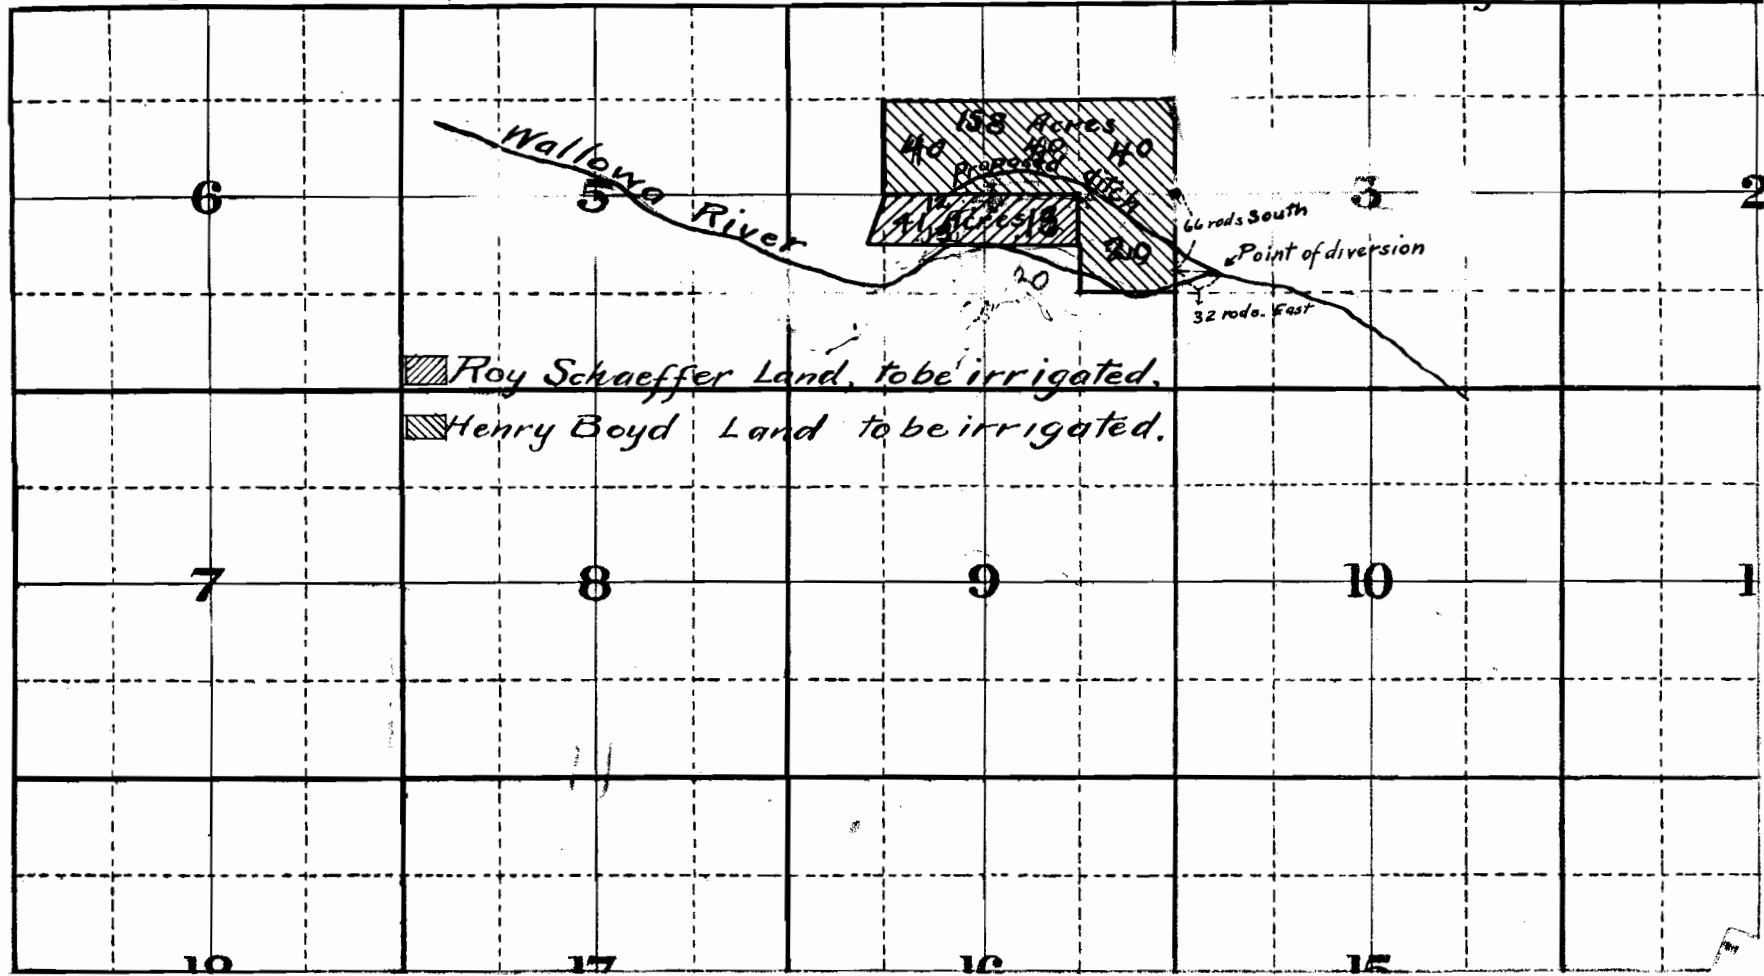 158 Acres
40 40 40
Wallowa River
Proposed ditch
6 5 3 2
12
41 Acres 18
66 rods South
20
Point of diversion
20
32 rods. East
Roy Schaeffer Land, to be irrigated.
Henry Boyd Land to be irrigated.
7 8 9 10 1
18 17 16 15